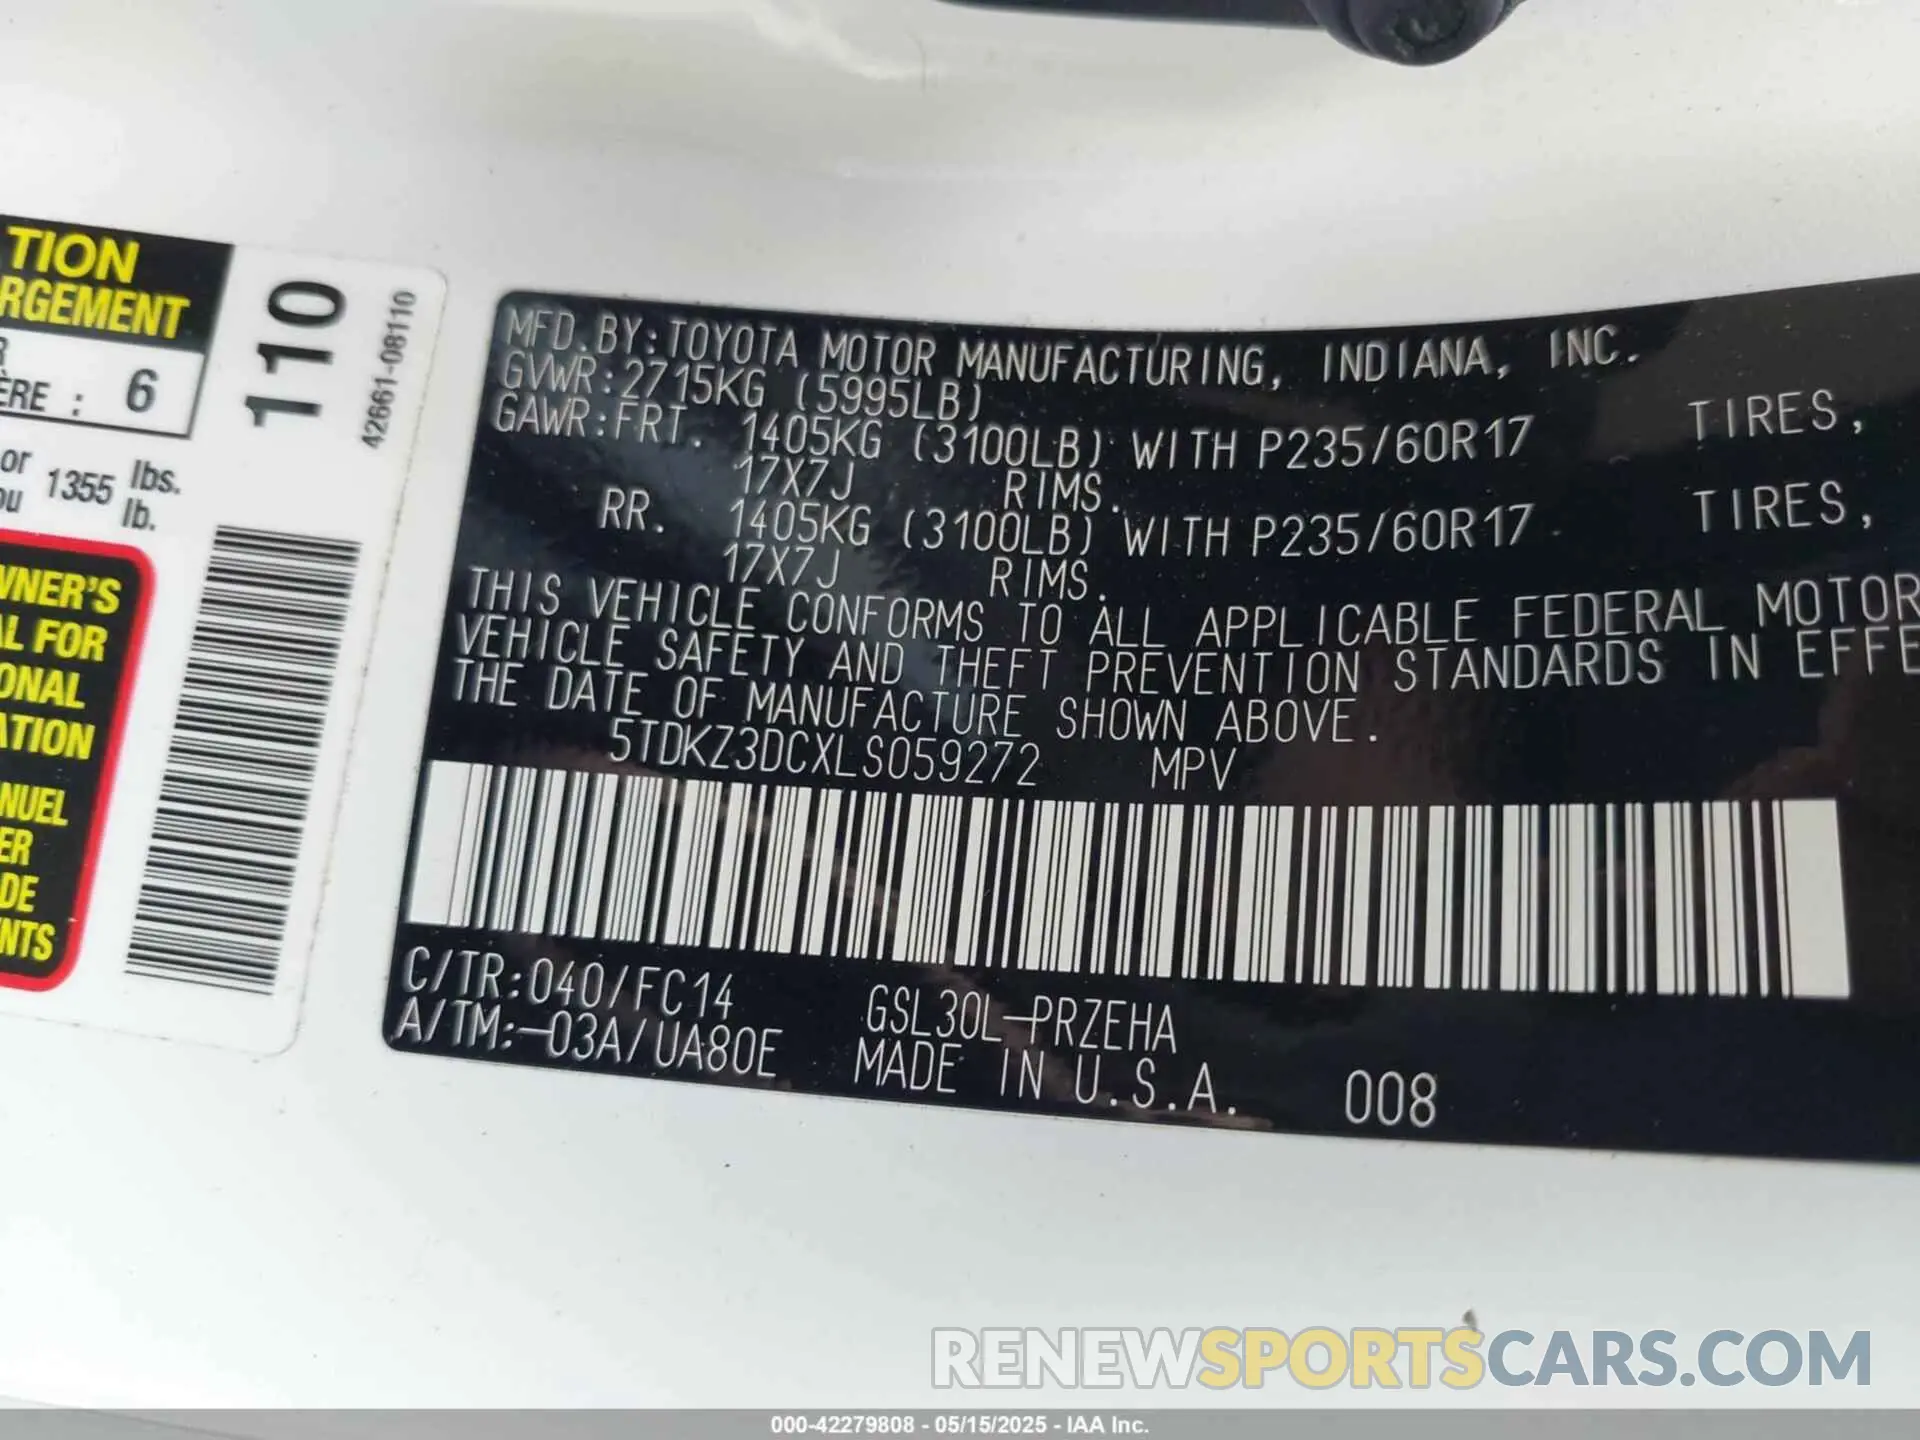 TION
RGEMENT
R
ÈRE : 6
or
ou 1355 lbs.
lb.
110
42661-08110
WNER'S
AL FOR
ONAL
ATION
NUEL
ER
DE
NTS
MFD. BY: TOYOTA MOTOR MANUFACTURING, INDIANA, INC.
GVWR: 2715KG (5995LB)
GAWR: FRT. 1405KG (3100LB) WITH P235/60R17 TIRES,
17X7J RIMS.
RR. 1405KG (3100LB) WITH P235/60R17 TIRES,
17X7J RIMS.
THIS VEHICLE CONFORMS TO ALL APPLICABLE FEDERAL MOTOR
VEHICLE SAFETY AND THEFT PREVENTION STANDARDS IN EFFE
THE DATE OF MANUFACTURE SHOWN ABOVE.
5TDKZ3DCXLS059272 MPV
C/TR: 040/FC14 GSL30L-PRZEHA
A/TM: -03A/UA80E MADE IN U.S.A. 008
RENEWSPORTSCARS.COM
000-42279808 - 05/15/2025 - IAA Inc.